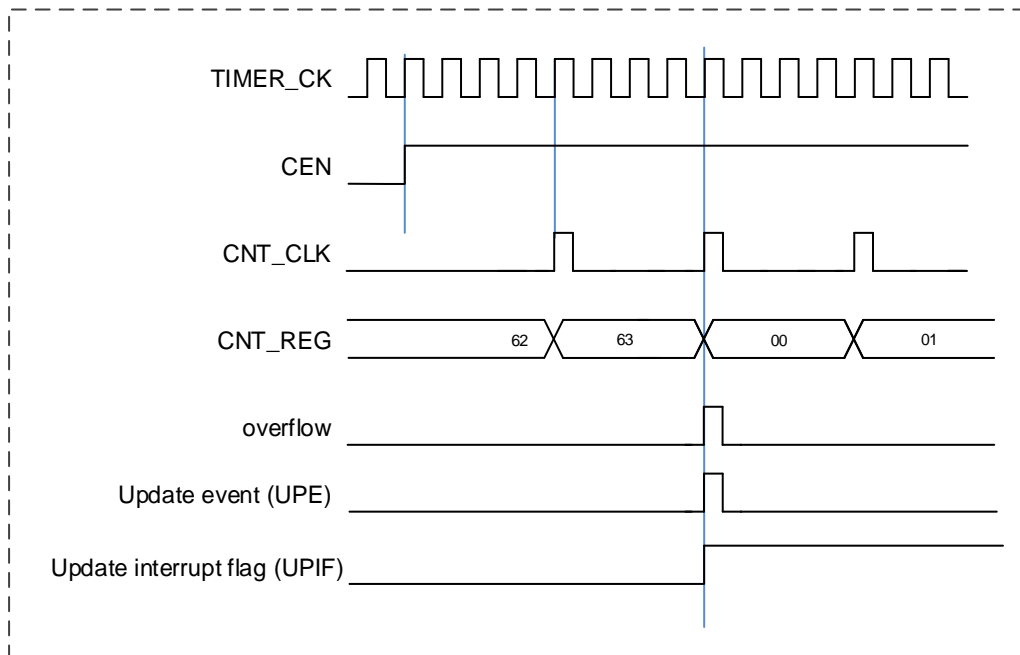 TIMER_CK
CEN
CNT_CLK
CNT_REG 62 63 00 01
overflow
Update event (UPE)
Update interrupt flag (UPIF)